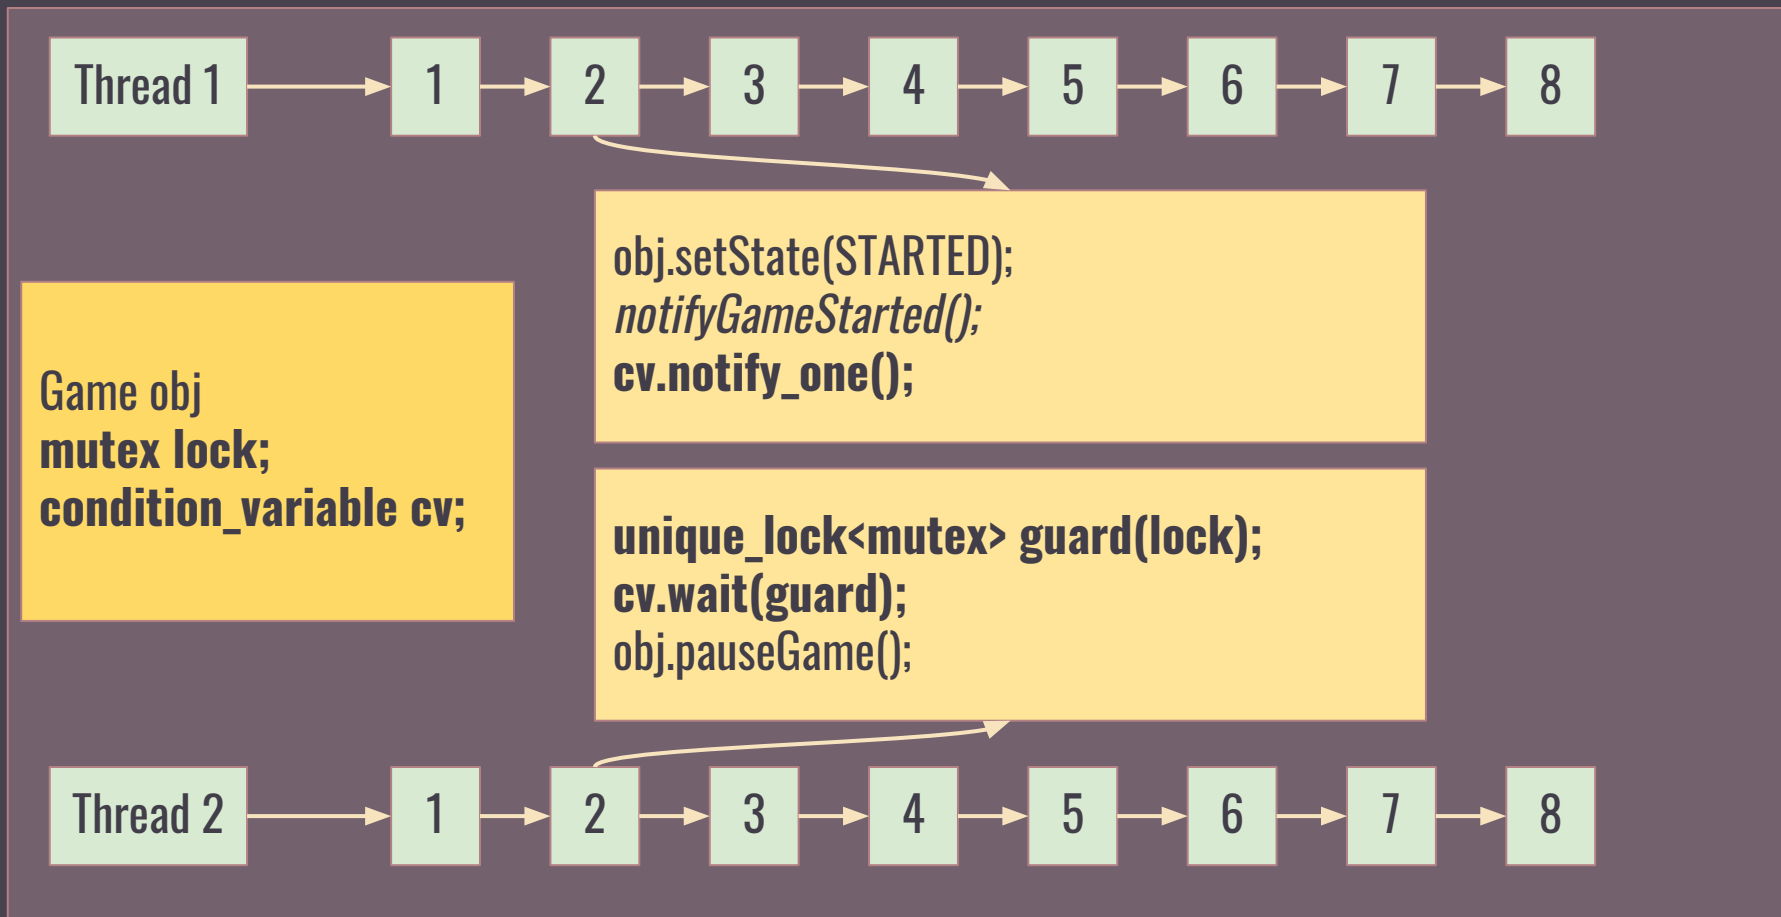 Thread 1
1
2
3
4
5
6
7
8
obj.setState(STARTED);
notifyGameStarted();
cv.notify_one();
Game obj
mutex lock;
condition_variable cv;
unique_lock<mutex> guard(lock);
cv.wait(guard);
obj.pauseGame();
Thread 2
1
2
3
4
5
6
7
8